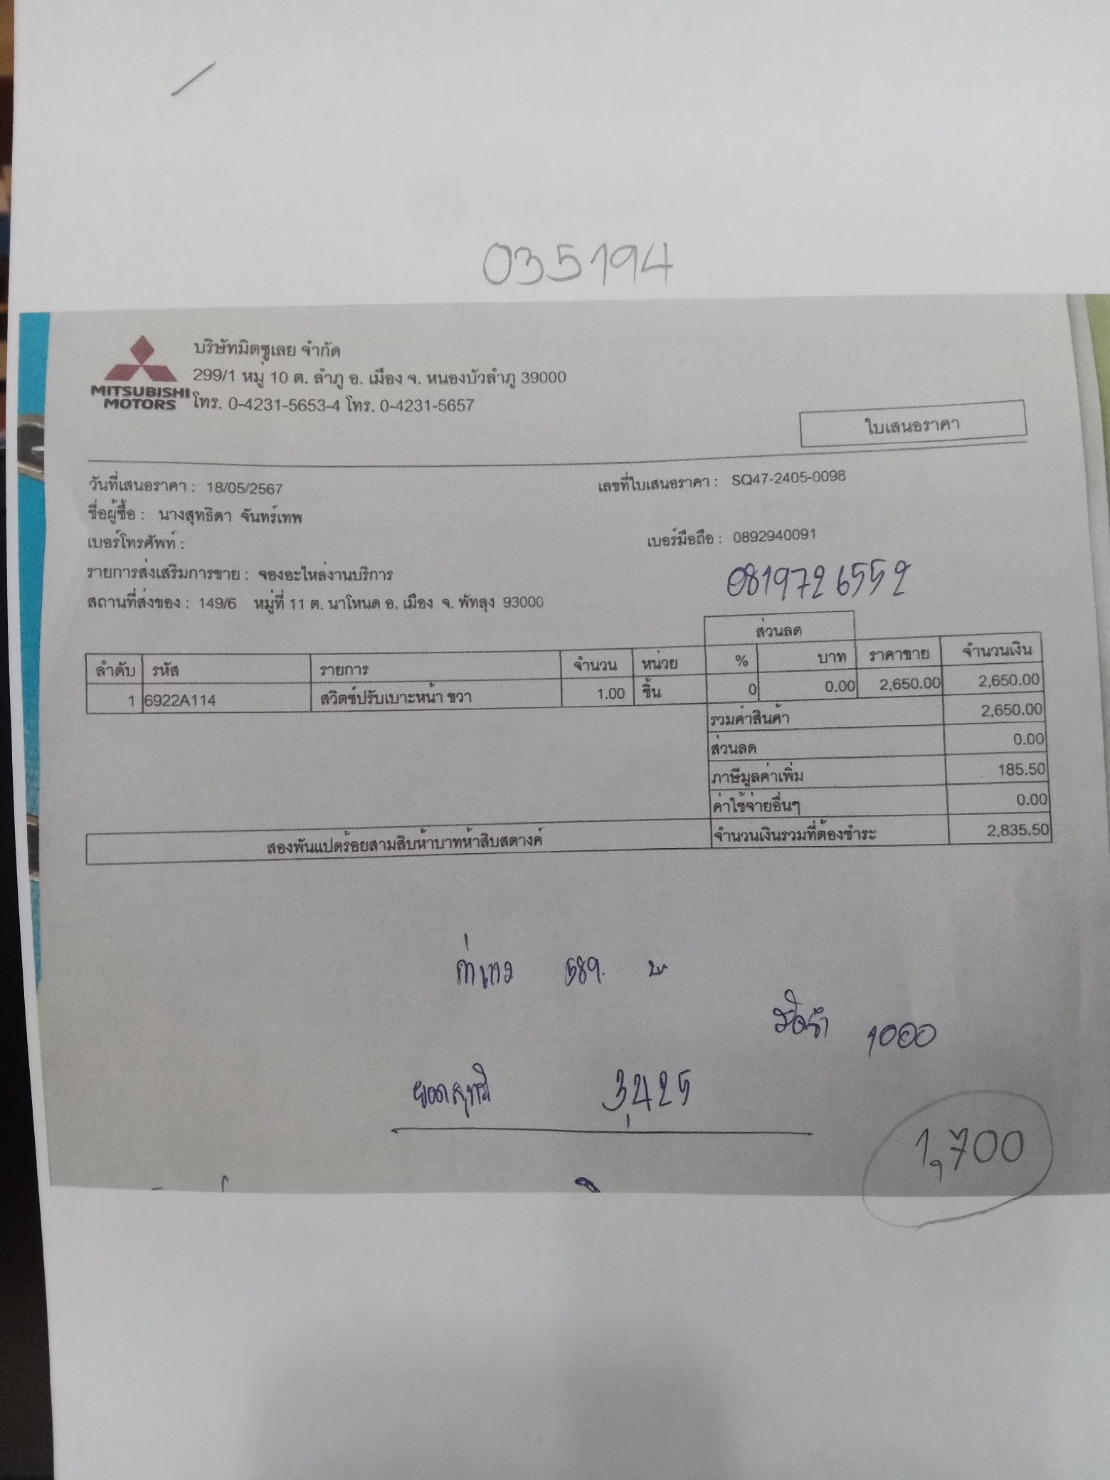 035194
บริษัทมิตซูเลย จำกัด
299/1 หมู่ 10 ต. ลำภู อ. เมือง จ. หนองบัวลำภู 39000
MITSUBISHI MOTORS
โทร. 0-4231-5653-4 โทร. 0-4231-5657
ใบเสนอราคา
วันที่เสนอราคา : 18/05/2567 เลขที่ใบเสนอราคา : SQ47-2405-0098
ชื่อผู้ซื้อ : นางสุทธิดา จันทร์เทพ
เบอร์โทรศัพท์ : เบอร์มือถือ : 0892940091
รายการส่งเสริมการขาย : จองอะไหล่งานบริการ
0819726552
สถานที่ส่งของ : 149/6 หมู่ที่ 11 ต. นาโหนด อ. เมือง จ. พัทลุง 93000
ส่วนลด
ลำดับ รหัส รายการ จำนวน หน่วย % บาท ราคาขาย จำนวนเงิน
1 6922A114 สวิตช์ปรับเบาะหน้า ขวา 1.00 ชิ้น 0 0.00 2,650.00 2,650.00
รวมค่าสินค้า 2,650.00
ส่วนลด 0.00
ภาษีมูลค่าเพิ่ม 185.50
ค่าใช้จ่ายอื่นๆ 0.00
สองพันแปดร้อยสามสิบห้าบาทห้าสิบสตางค์ จำนวนเงินรวมที่ต้องชำระ 2,835.50
ค่าแรง 589.
มัดจำ 1000
ยอดสุทธิ 3,425
1,700